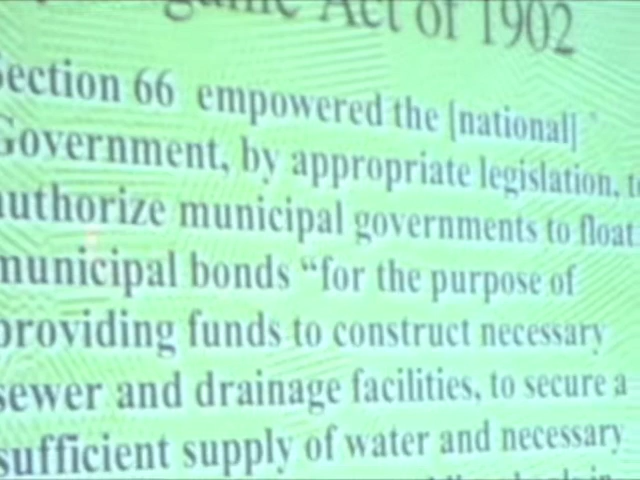 Act of 1902
Section 66 empowered the [national]
Government, by appropriate legislation, t
authorize municipal governments to float
municipal bonds “for the purpose of
providing funds to construct necessary
sewer and drainage facilities, to secure a
sufficient supply of water and necessary